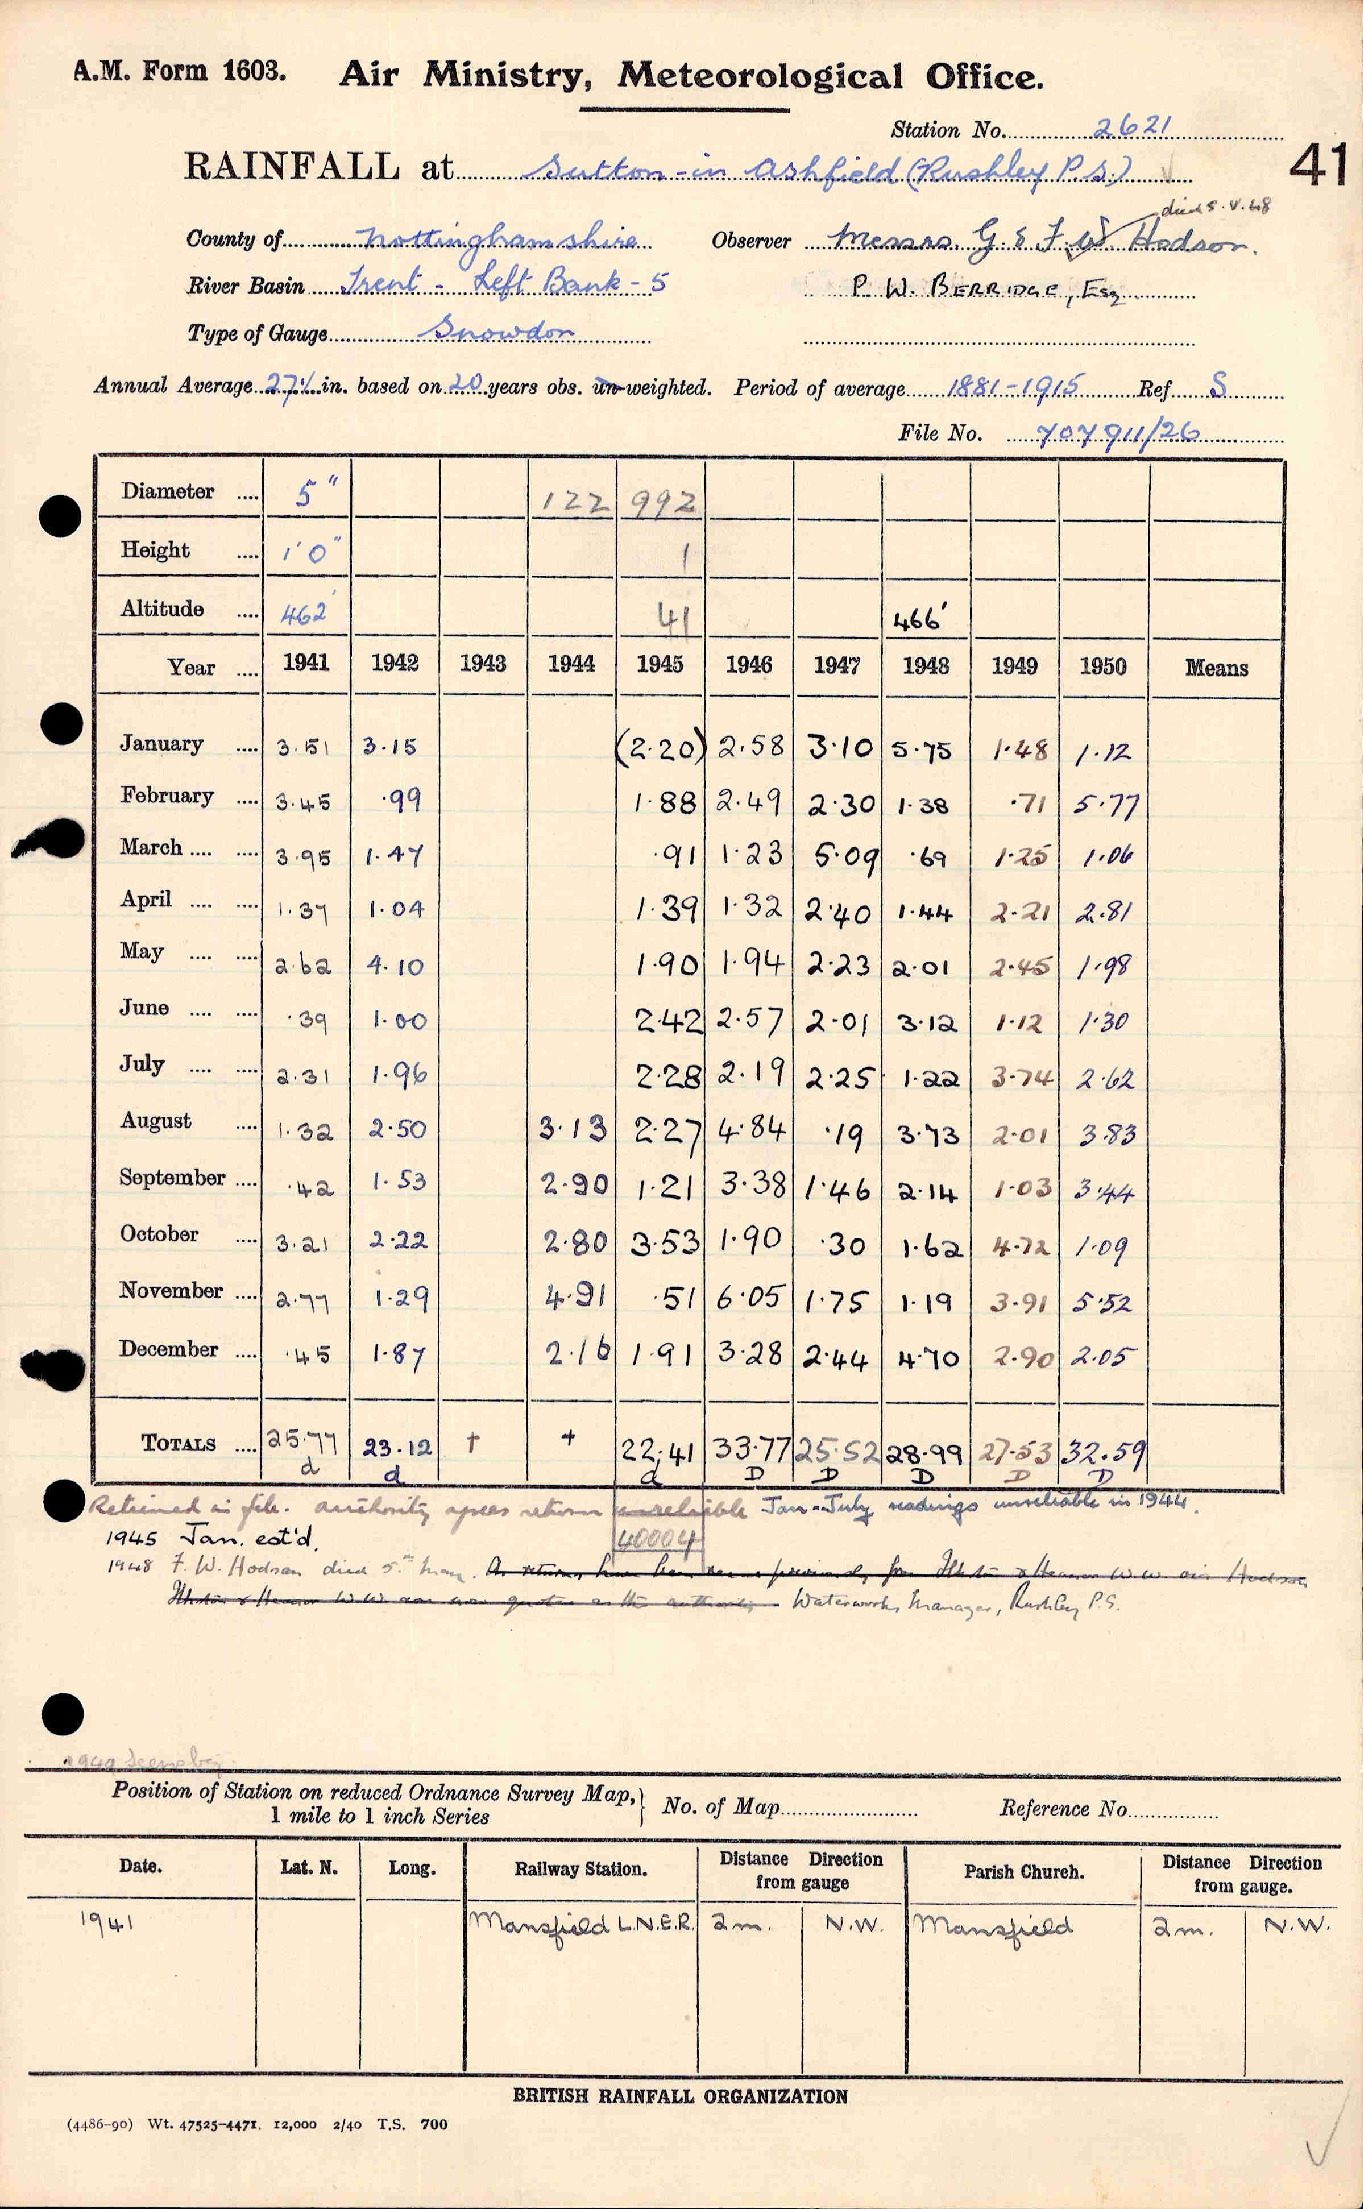 A.M. Form 1603. Air Ministry, Meteorological Office.
Station No. 2621
41
RAINFALL at Sutton-in Ashfield (Rushley P.S.)
died 5.V.48
County of Nottinghamshire Observer Messrs. G. & F. W. Hodson.
River Basin Trent - Left Bank - 5 P. W. BERRIDGE, Esq
Type of Gauge Snowdon
Annual Average 27.1 in. based on 20 years obs. un-weighted. Period of average 1881-1915 Ref S
File No. 707911/26
Diameter .... 5" 122 992
Height .... 1'0" 1
Altitude .... 462' 41 466'
Year .... 1941 1942 1943 1944 1945 1946 1947 1948 1949 1950 Means
January .... 3.51 3.15 (2.20) 2.58 3.10 5.75 1.48 1.12
February .... 3.45 .99 1.88 2.49 2.30 1.38 .71 5.77
March .... .... 3.95 1.47 .91 1.23 5.09 .69 1.25 1.06
April .... .... 1.37 1.04 1.39 1.32 2.40 1.44 2.21 2.81
May .... .... 2.62 4.10 1.90 1.94 2.23 2.01 2.45 1.98
June .... .... .39 1.00 2.42 2.57 2.01 3.12 1.12 1.30
July .... .... 2.31 1.96 2.28 2.19 2.25 1.22 3.74 2.62
August .... 1.32 2.50 3.13 2.27 4.84 .19 3.73 2.01 3.83
September .... .42 1.53 2.90 1.21 3.38 1.46 2.14 1.03 3.44
October .... 3.21 2.22 2.80 3.53 1.90 .30 1.62 4.72 1.09
November .... 2.77 1.29 4.91 .51 6.05 1.75 1.19 3.91 5.52
December .... .45 1.87 2.16 1.91 3.28 2.44 4.70 2.90 2.05
TOTALS .... 25.77 23.12 † + 22.41 33.77 25.52 28.99 27.53 32.59
d d d D D D D D
Retained in file. authority agrees return unreliable Jan-July readings unreliable in 1944.
1945 Jan. est'd. 40004
1948 F. W. Hodson died 5th May.
Waterworks Manager, Rushley P.S.
1949
Position of Station on reduced Ordnance Survey Map, } No. of Map Reference No.
1 mile to 1 inch Series
Date. Lat. N. Long. Railway Station. Distance Direction from gauge Parish Church. Distance Direction from gauge.
1941 Mansfield L.N.E.R. 2m. N.W. Mansfield 2m. N.W.
BRITISH RAINFALL ORGANIZATION
(4486-90) Wt. 47525-4471. 12,000 2/40 T.S. 700